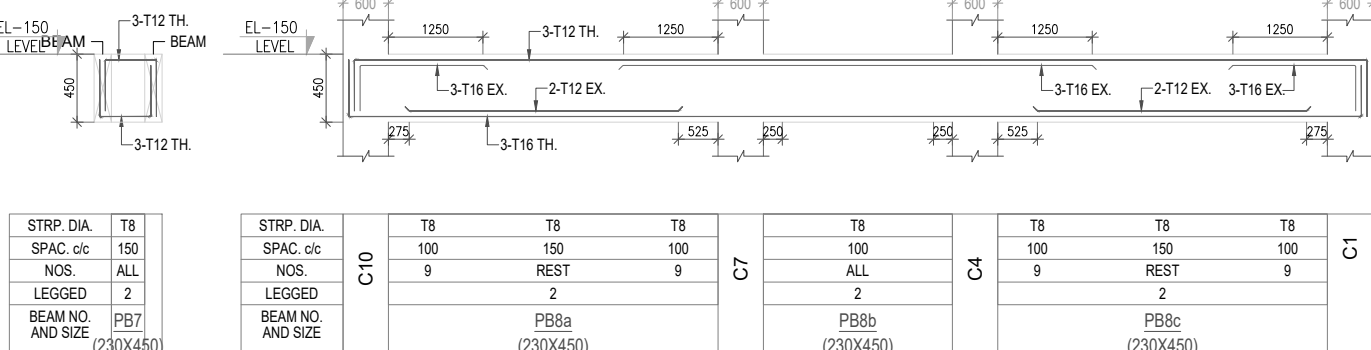 600 600 600 600
EL-150
LEVEL
BEAM
3-T12 TH.
BEAM
450
3-T12 TH.
EL-150
LEVEL
450
1250 3-T12 TH. 1250 1250 1250
3-T16 EX. 2-T12 EX. 3-T16 EX. 2-T12 EX. 3-T16 EX.
275 3-T16 TH. 525 250 250 525 275
STRP. DIA. T8
SPAC. c/c 150
NOS. ALL
LEGGED 2
BEAM NO. AND SIZE PB7
(230X450)
STRP. DIA. T8 T8 T8 T8 T8 T8 T8
SPAC. c/c 100 150 100 100 100 150 100
NOS. 9 REST 9 ALL 9 REST 9
LEGGED 2 2 2
BEAM NO. AND SIZE PB8a PB8b PB8c
(230X450) (230X450) (230X450)
C10 C7 C4 C1